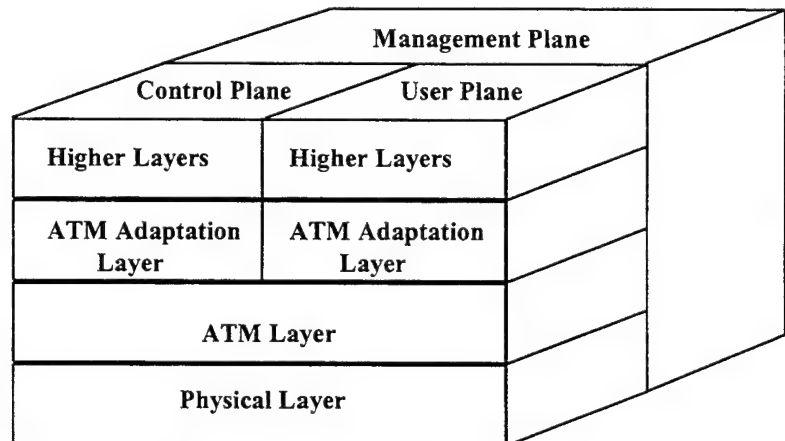 Management Plane
Control Plane
User Plane
Higher Layers
Higher Layers
ATM Adaptation
Layer
ATM Adaptation
Layer
ATM Layer
Physical Layer